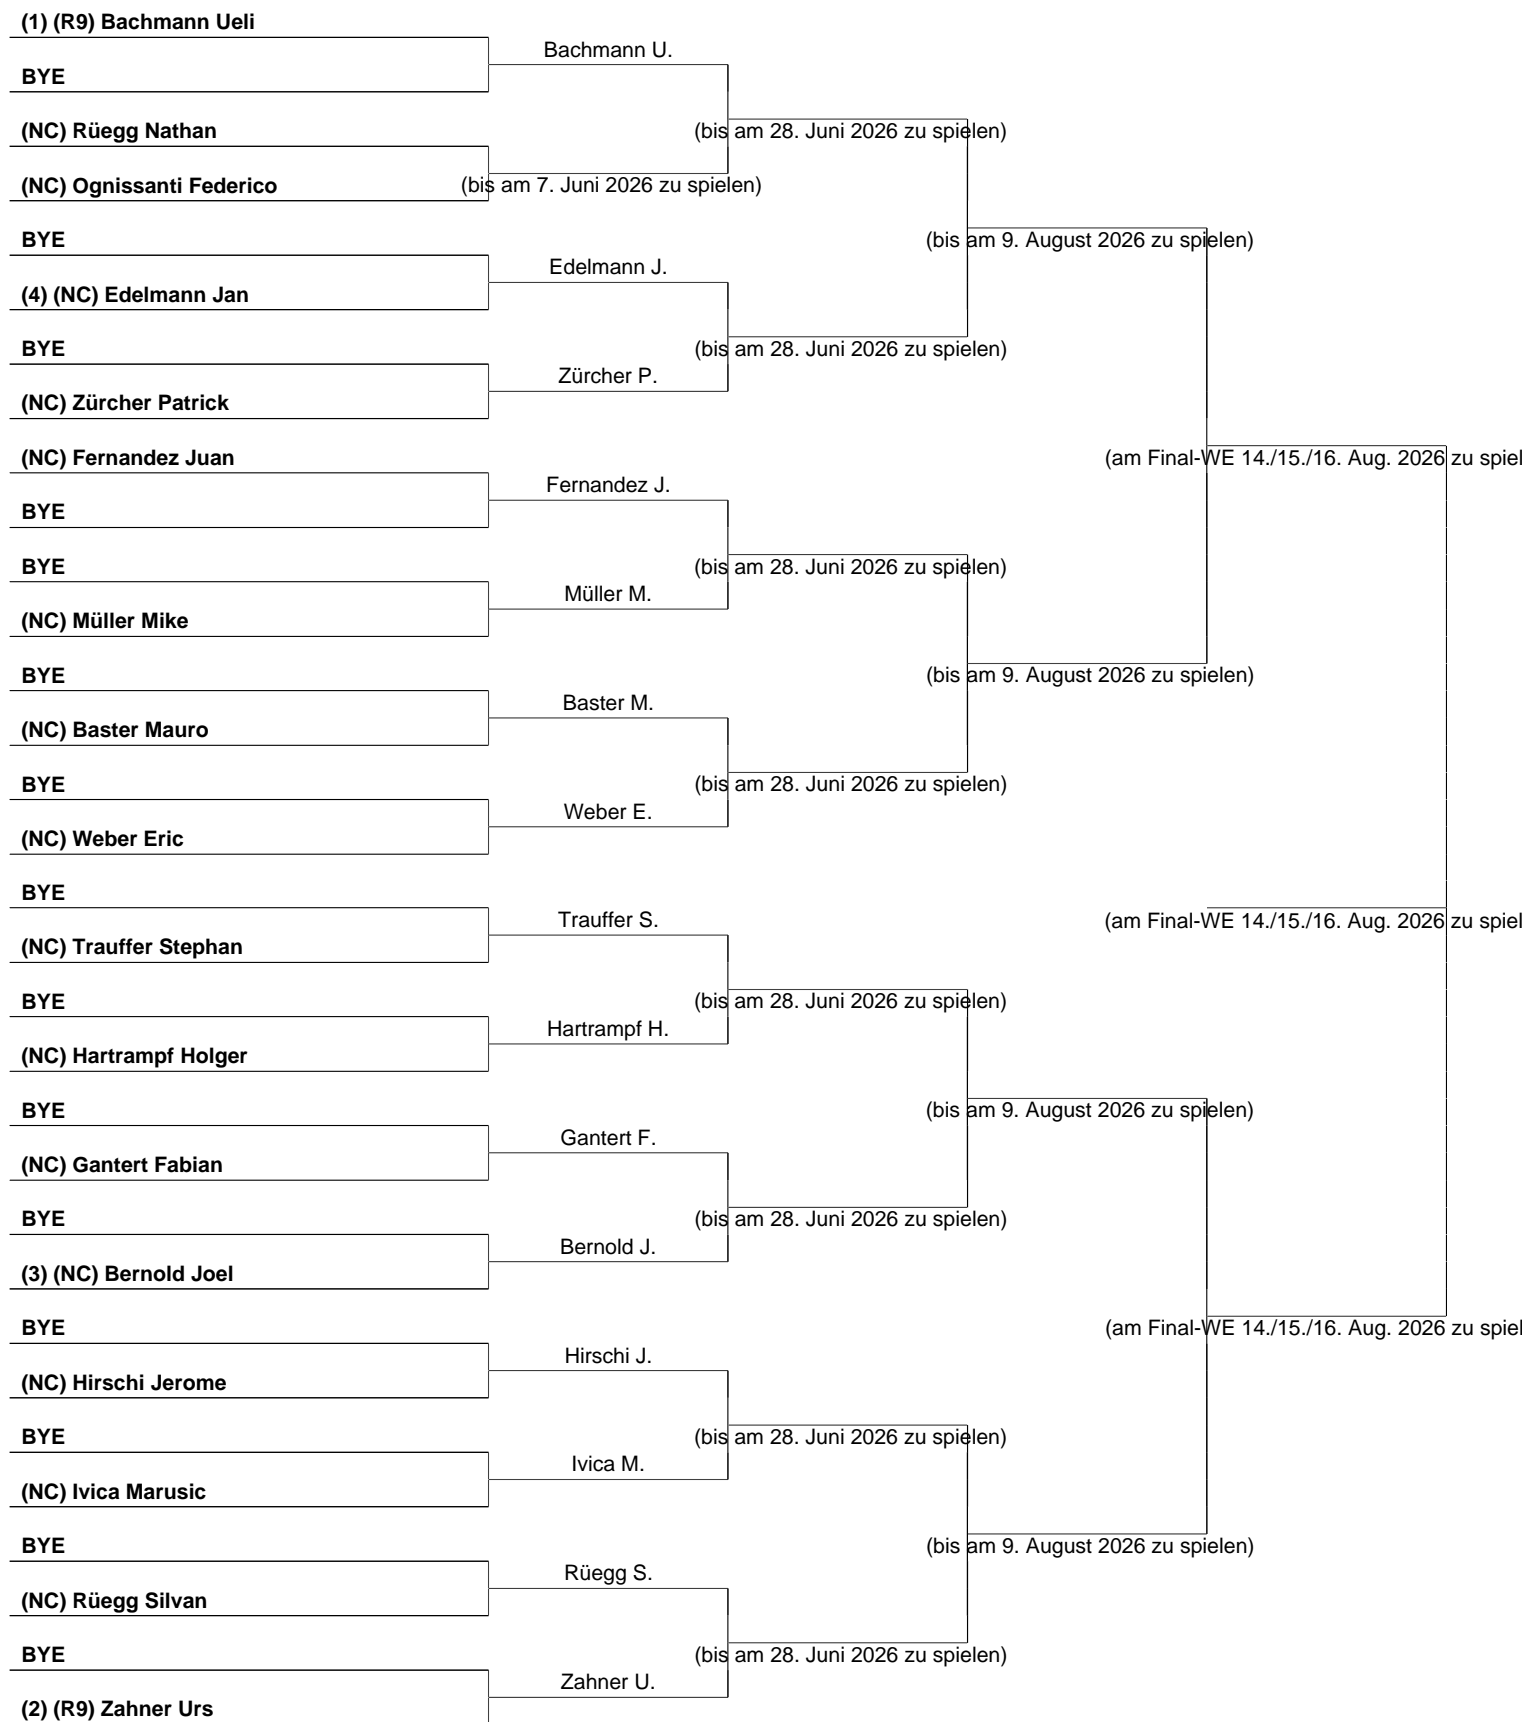 (1) (R9) Bachmann Ueli
Bachmann U.
BYE
(NC) Rüegg Nathan
(bis am 28. Juni 2026 zu spielen)
(NC) Ognissanti Federico
(bis am 7. Juni 2026 zu spielen)
BYE
(bis am 9. August 2026 zu spielen)
Edelmann J.
(4) (NC) Edelmann Jan
BYE
(bis am 28. Juni 2026 zu spielen)
Zürcher P.
(NC) Zürcher Patrick
(NC) Fernandez Juan
(am Final-WE 14./15./16. Aug. 2026 zu spiel
Fernandez J.
BYE
BYE
(bis am 28. Juni 2026 zu spielen)
Müller M.
(NC) Müller Mike
BYE
(bis am 9. August 2026 zu spielen)
Baster M.
(NC) Baster Mauro
BYE
(bis am 28. Juni 2026 zu spielen)
Weber E.
(NC) Weber Eric
BYE
Trauffer S.
(am Final-WE 14./15./16. Aug. 2026 zu spiel
(NC) Trauffer Stephan
BYE
(bis am 28. Juni 2026 zu spielen)
Hartrampf H.
(NC) Hartrampf Holger
BYE
(bis am 9. August 2026 zu spielen)
Gantert F.
(NC) Gantert Fabian
BYE
(bis am 28. Juni 2026 zu spielen)
Bernold J.
(3) (NC) Bernold Joel
BYE
(am Final-WE 14./15./16. Aug. 2026 zu spiel
Hirschi J.
(NC) Hirschi Jerome
BYE
(bis am 28. Juni 2026 zu spielen)
Ivica M.
(NC) Ivica Marusic
BYE
(bis am 9. August 2026 zu spielen)
Rüegg S.
(NC) Rüegg Silvan
BYE
(bis am 28. Juni 2026 zu spielen)
Zahner U.
(2) (R9) Zahner Urs